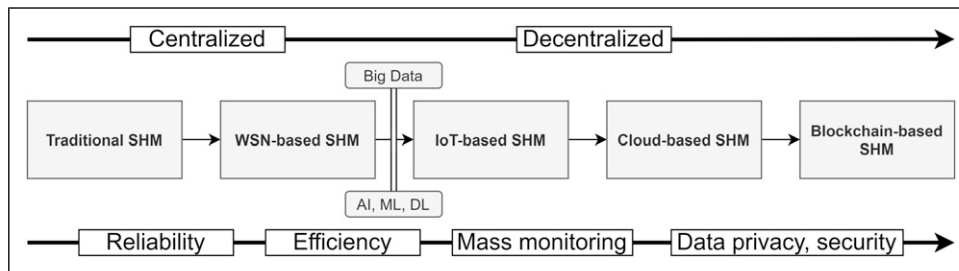 Centralized
Decentralized
Big Data
Traditional SHM
WSN-based SHM
IoT-based SHM
Cloud-based SHM
Blockchain-based
SHM
AI, ML, DL
Reliability
Efficiency
Mass monitoring
Data privacy, security